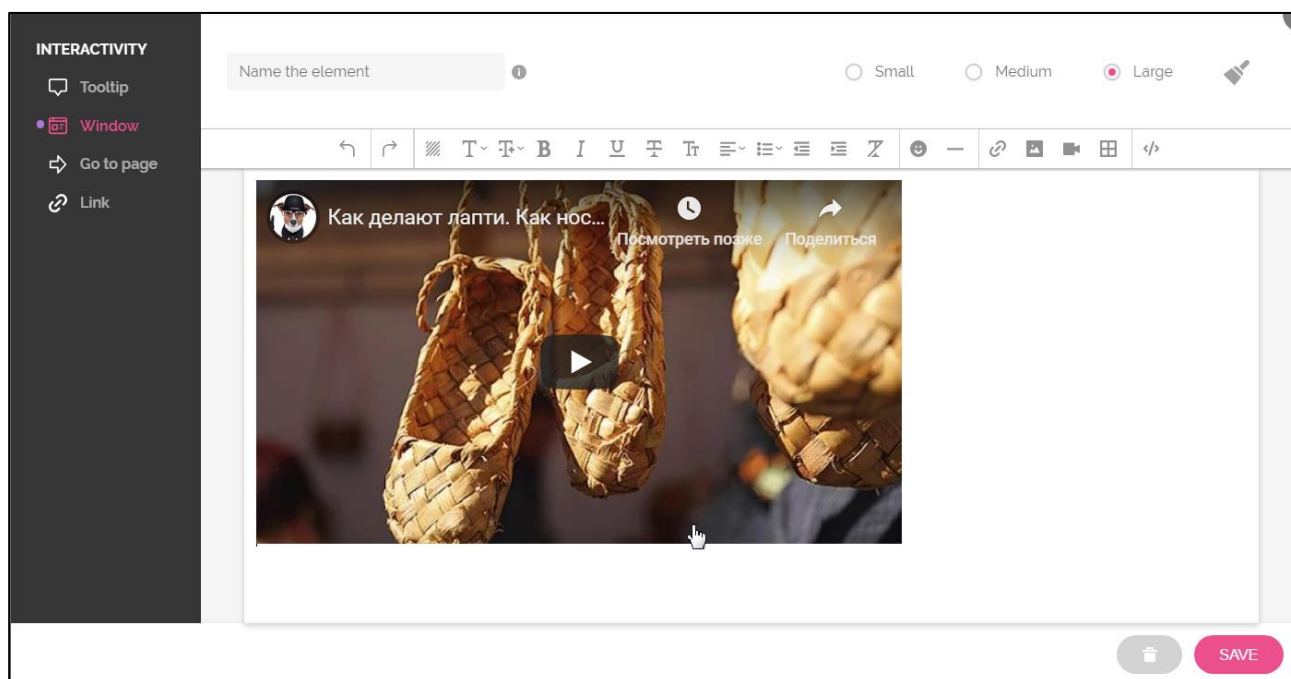 INTERACTIVITY
Tooltip
Window
Go to page
Link
Name the element
Small
Medium
Large
Как делают лапти. Как нос...
Посмотреть позже
Поделиться
SAVE